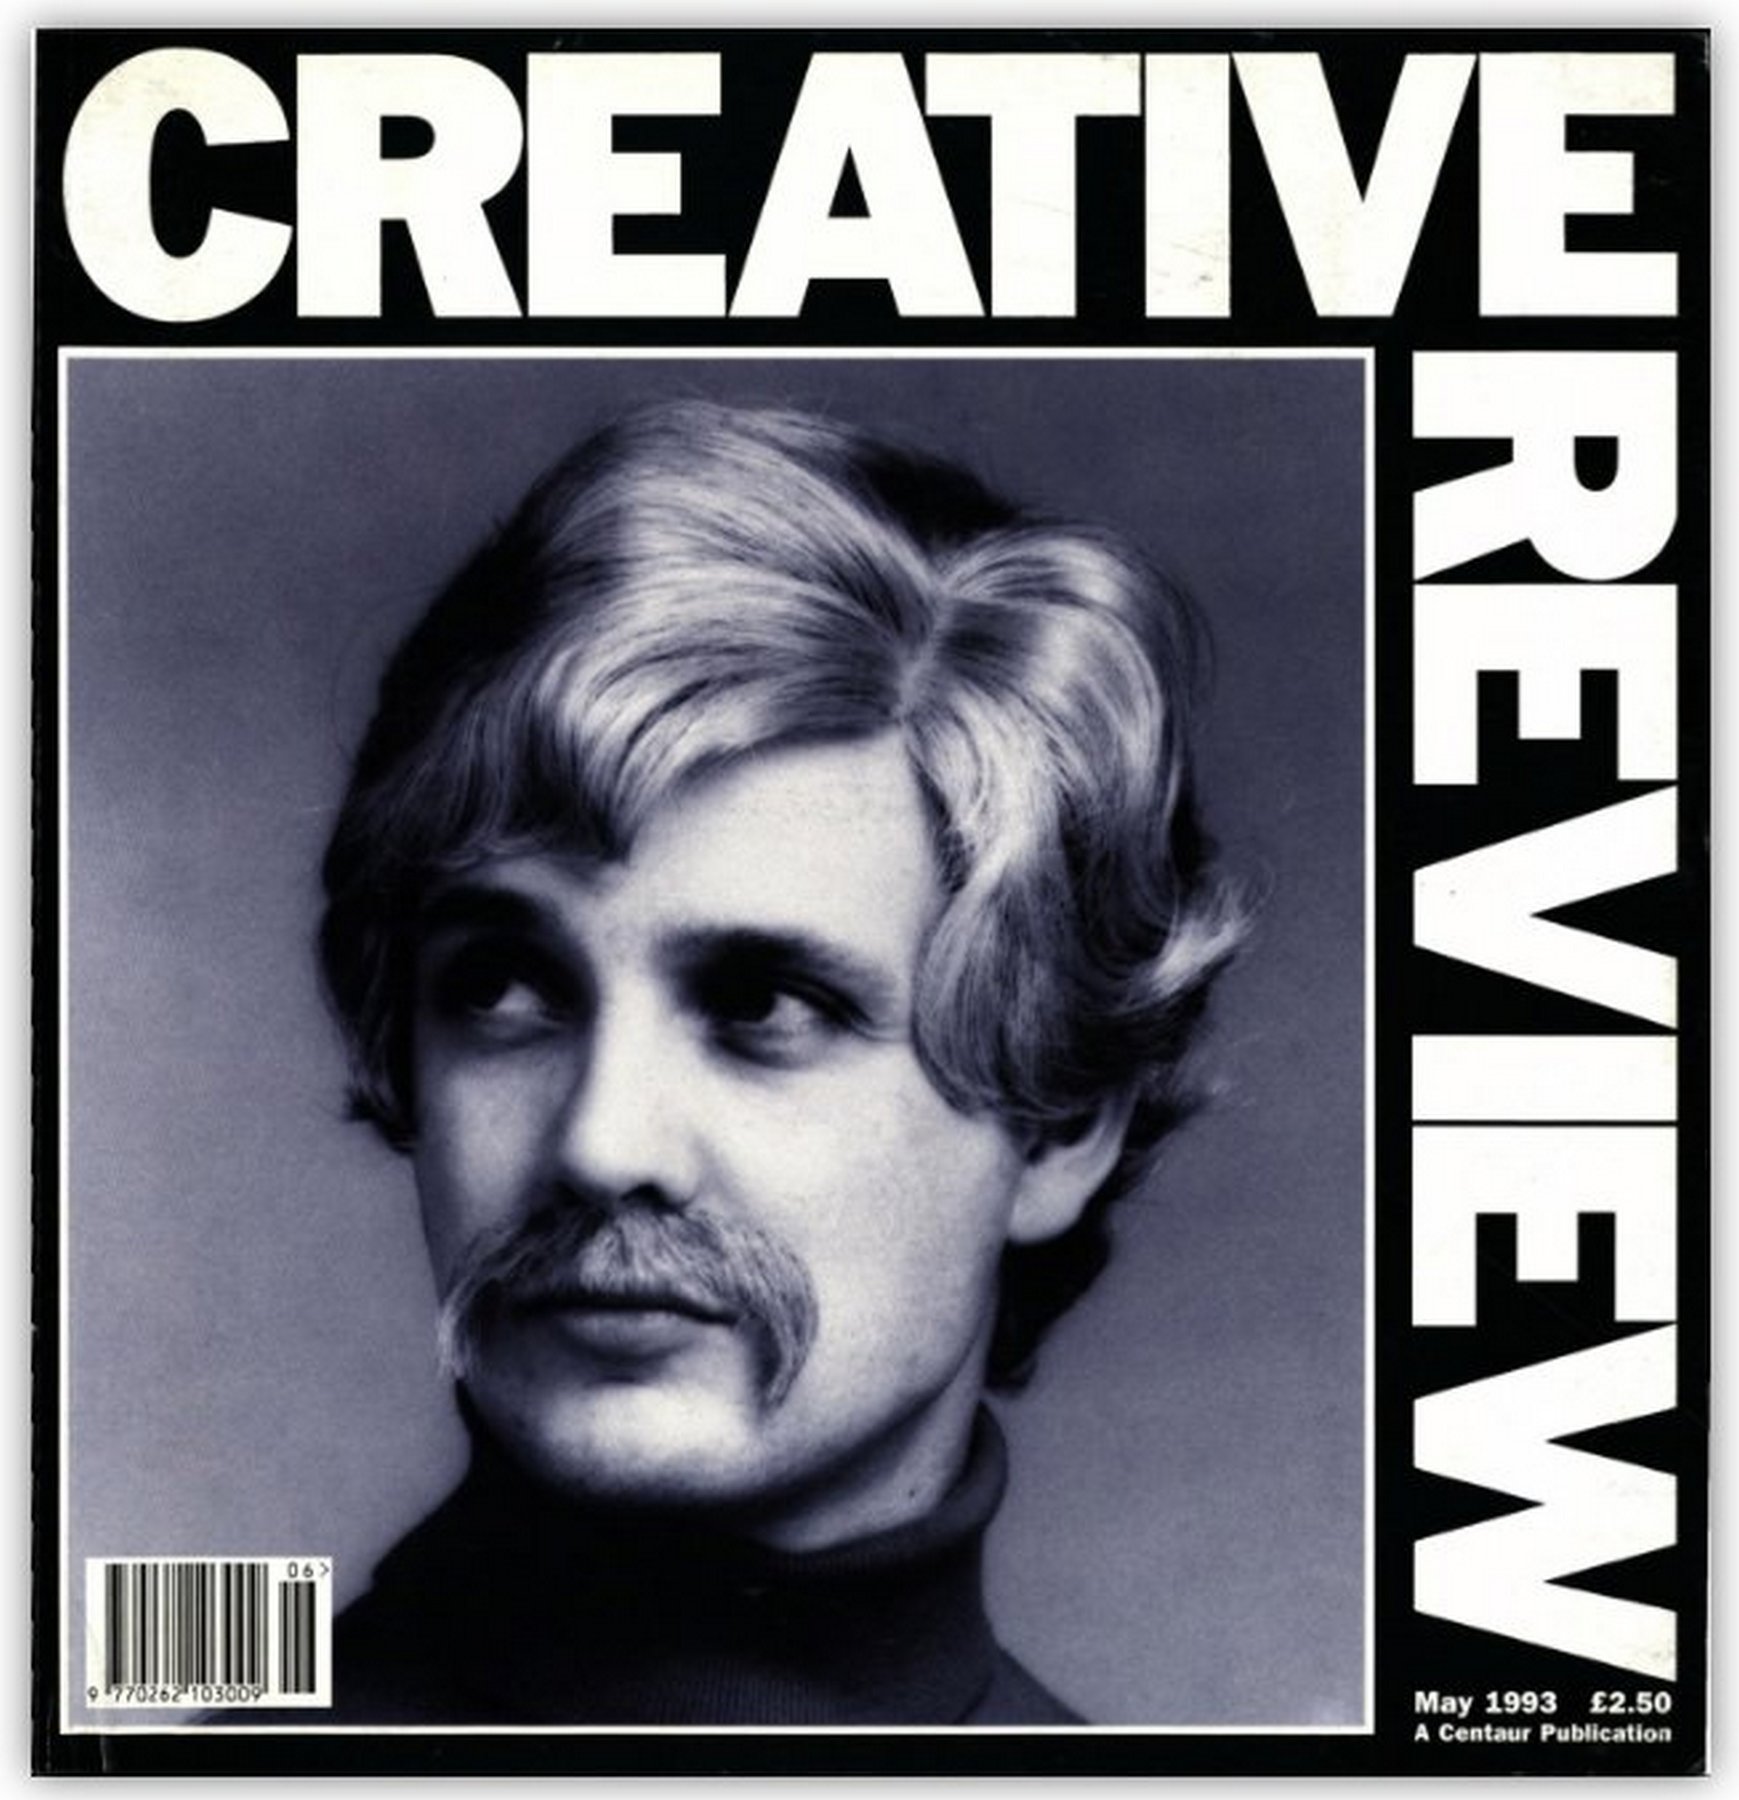 CREATIVE
REVIEW
06>
9 770262 103009
May 1993 £2.50
A Centaur Publication